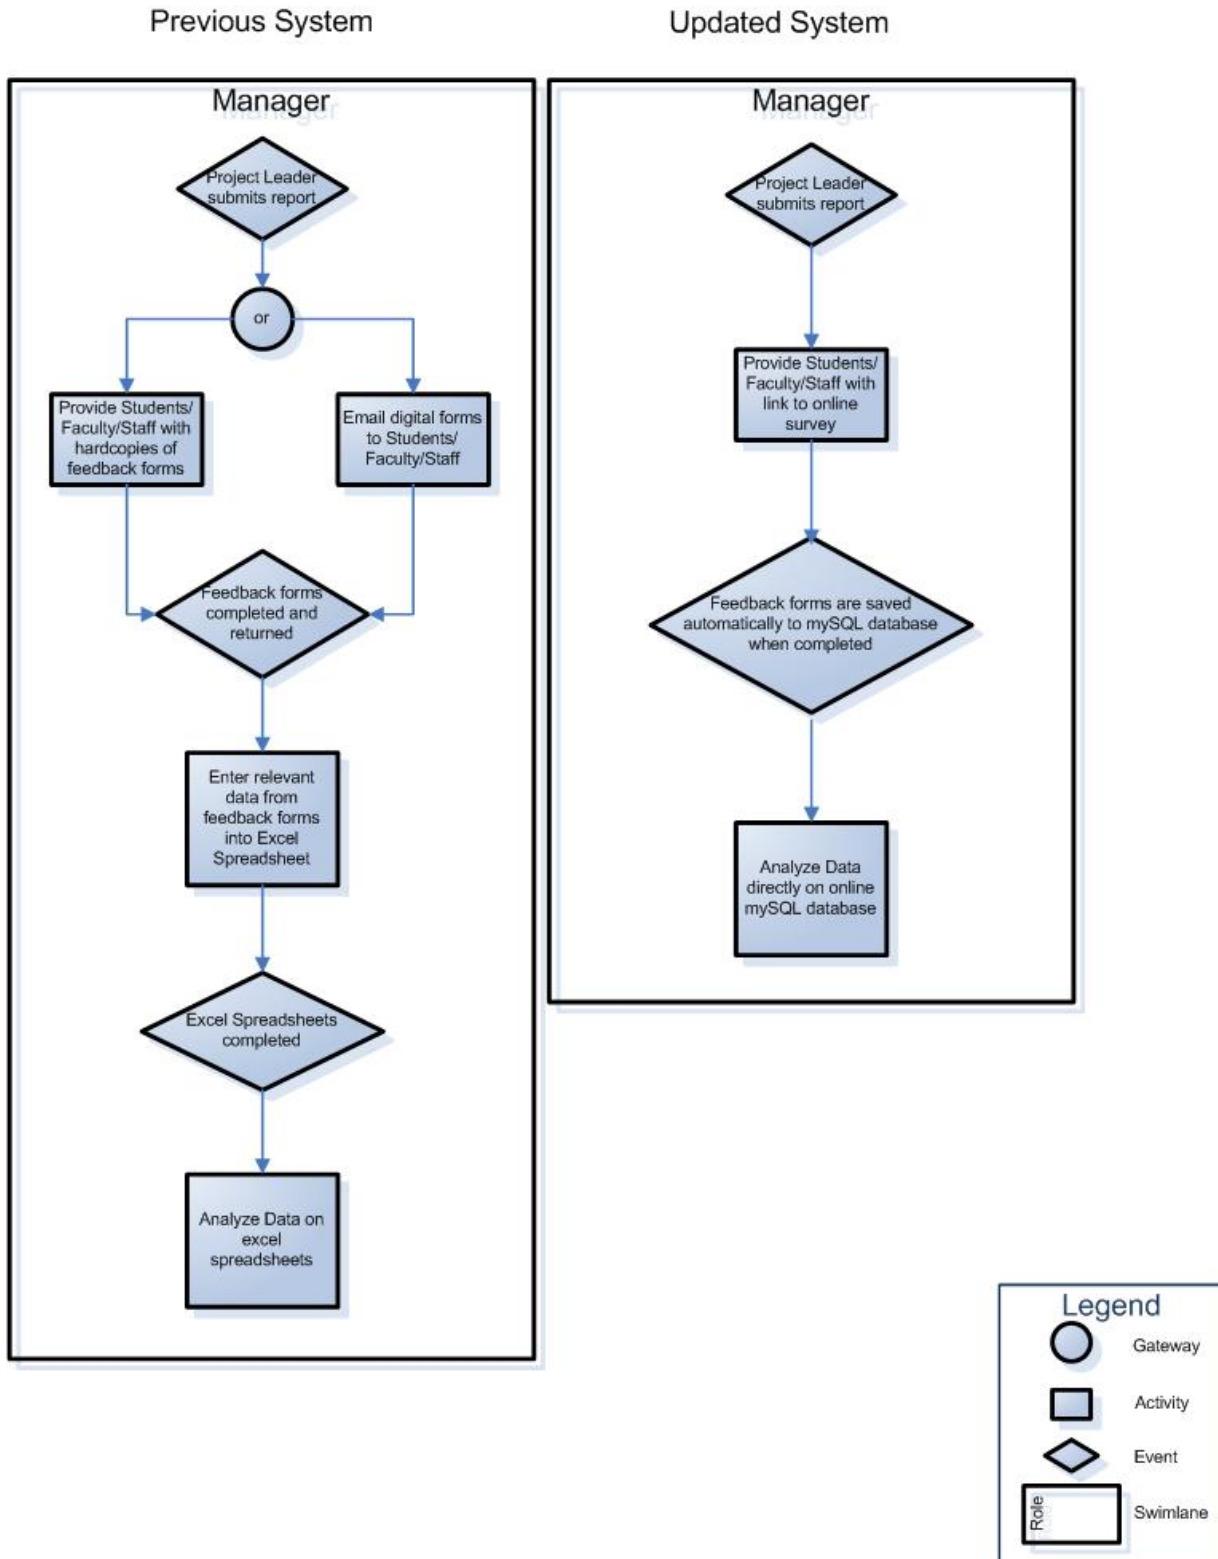 Previous System
Updated System
Manager
Project Leader
submits report
or
Provide Students/
Faculty/Staff with
hardcopies of
feedback forms
Email digital forms
to Students/
Faculty/Staff
Feedback forms
completed and
returned
Enter relevant
data from
feedback forms
into Excel
Spreadsheet
Excel Spreadsheets
completed
Analyze Data on
excel
spreadsheets
Manager
Project Leader
submits report
Provide Students/
Faculty/Staff with
link to online
survey
Feedback forms are saved
automatically to mySQL database
when completed
Analyze Data
directly on online
mySQL database
Legend
Gateway
Activity
Event
Role
Swimlane